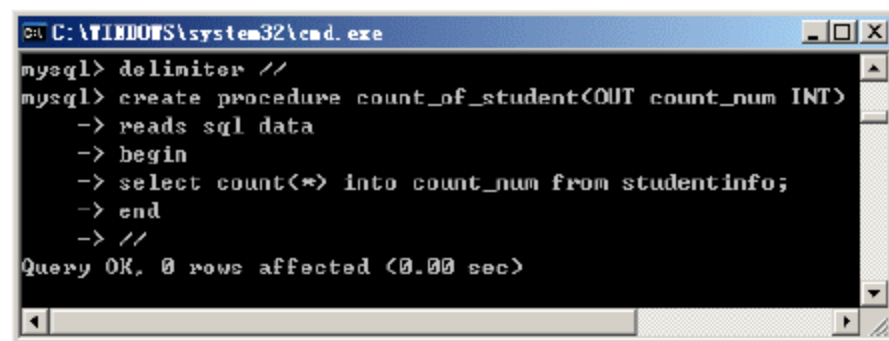 C:\WINDOWS\system32\cmd.exe
mysql> delimiter //
mysql> create procedure count_of_student(OUT count_num INT)
    -> reads sql data
    -> begin
    -> select count(*) into count_num from studentinfo;
    -> end
    -> //
Query OK, 0 rows affected (0.00 sec)